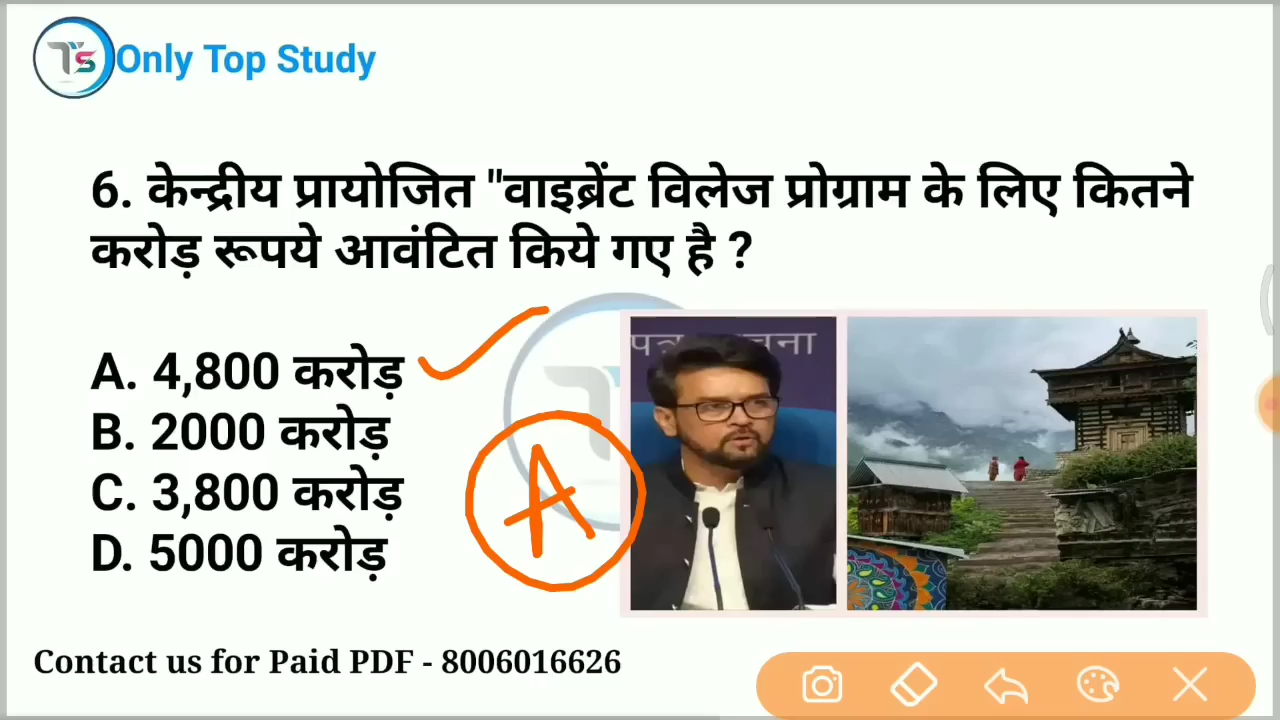 TS Only Top Study
6. केन्द्रीय प्रायोजित "वाइब्रेंट विलेज प्रोग्राम के लिए कितने
करोड़ रूपये आवंटित किये गए है ?
A. 4,800 करोड़
B. 2000 करोड़
C. 3,800 करोड़
D. 5000 करोड़
A
Contact us for Paid PDF - 8006016626